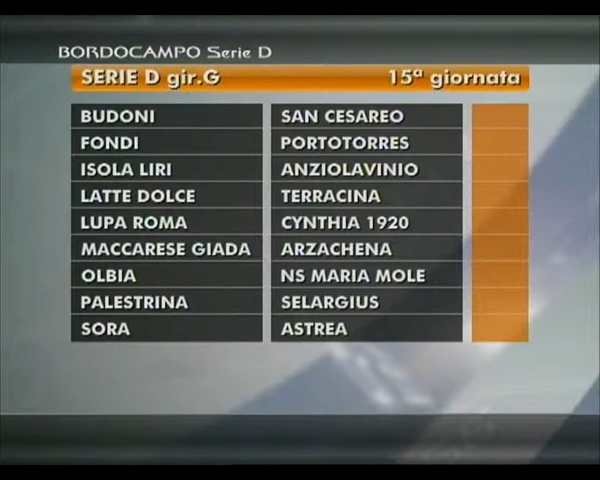 BORDOCAMPO Serie D
SERIE D gir.G 15ª giornata
BUDONI SAN CESAREO
FONDI PORTOTORRES
ISOLA LIRI ANZIOLAVINIO
LATTE DOLCE TERRACINA
LUPA ROMA CYNTHIA 1920
MACCARESE GIADA ARZACHENA
OLBIA NS MARIA MOLE
PALESTRINA SELARGIUS
SORA ASTREA